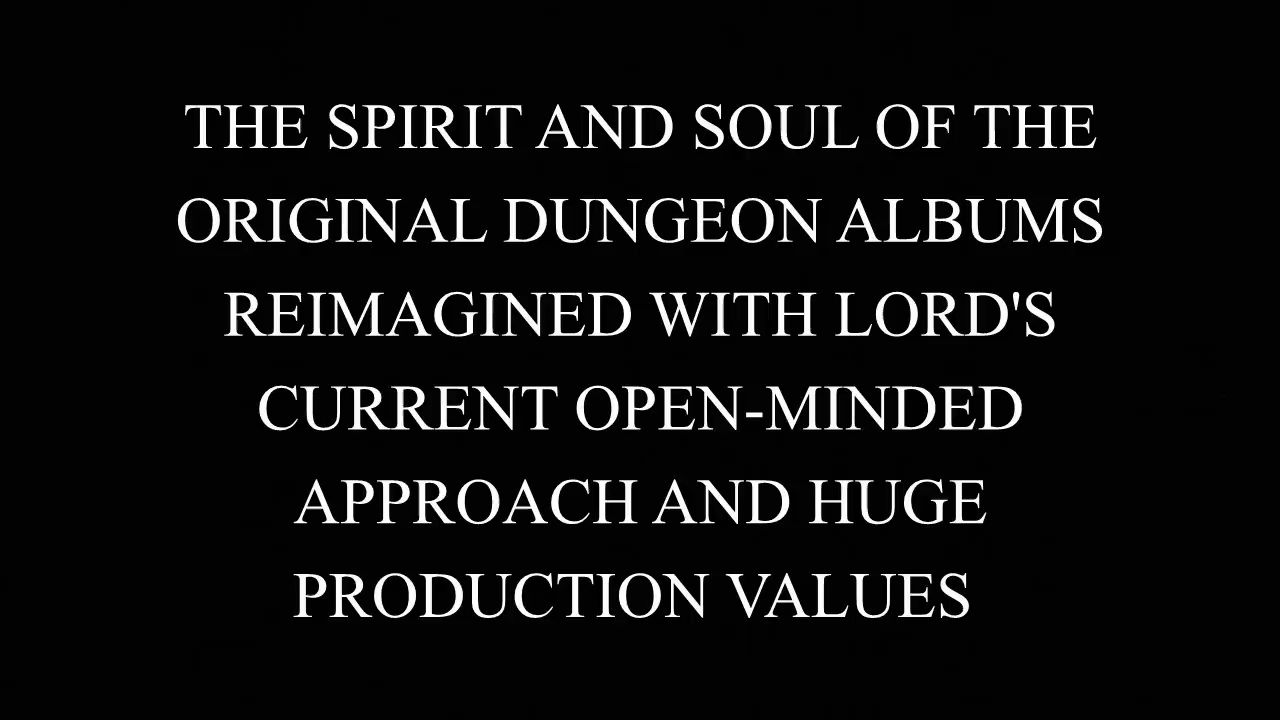 THE SPIRIT AND SOUL OF THE
ORIGINAL DUNGEON ALBUMS
REIMAGINED WITH LORD'S
CURRENT OPEN-MINDED
APPROACH AND HUGE
PRODUCTION VALUES